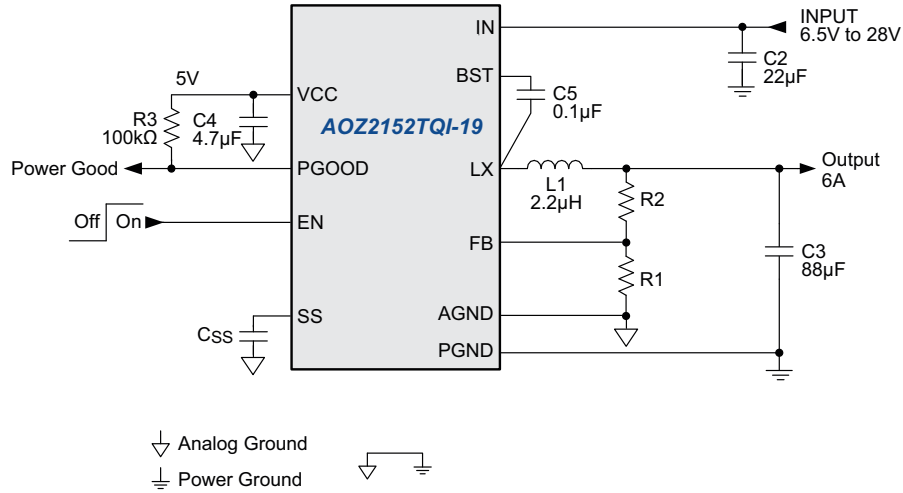 IN
INPUT
6.5V to 28V
C2
22µF
BST
C5
0.1µF
5V
VCC
R3
100kΩ
C4
4.7µF
AOZ2152TQI-19
Power Good
PGOOD
LX
L1
2.2µH
Output
6A
R2
Off
On
EN
FB
R1
C3
88µF
SS
CSS
AGND
PGND
Analog Ground
Power Ground